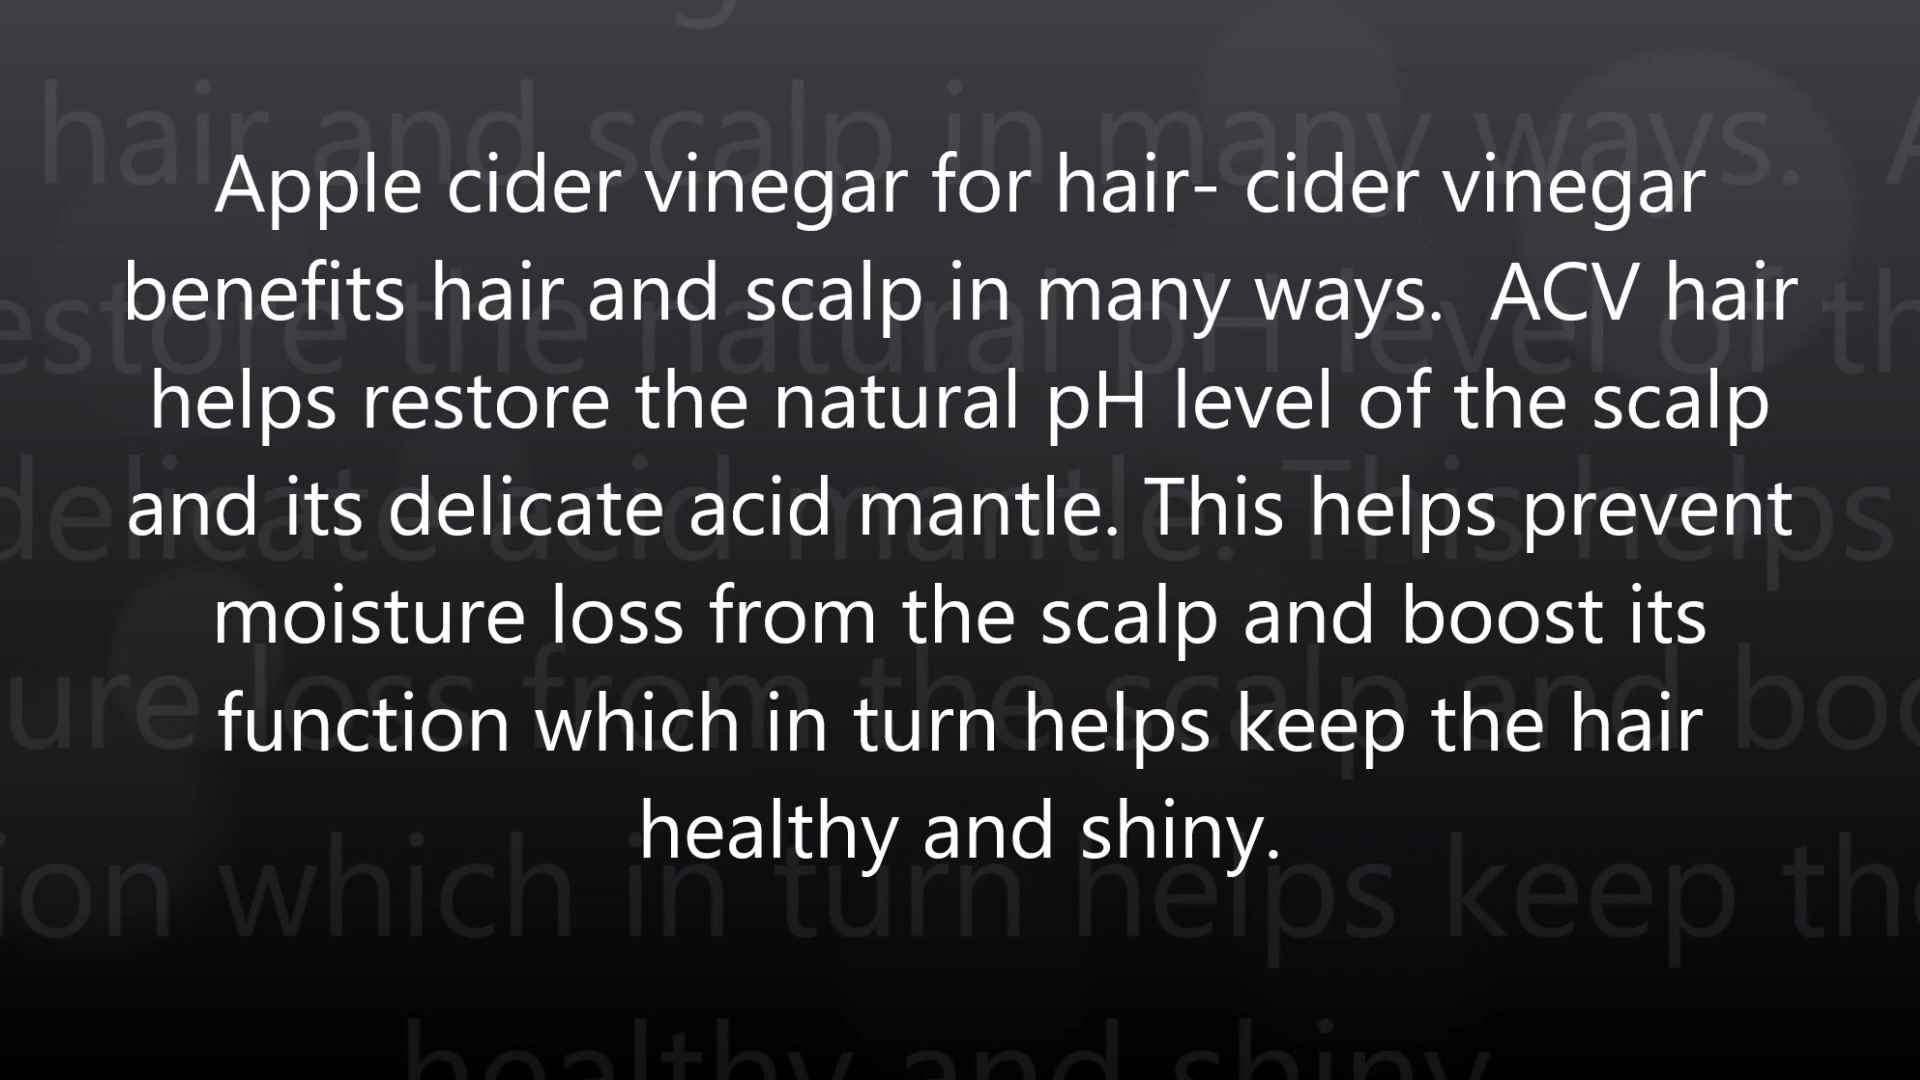 Apple cider vinegar for hair- cider vinegar
benefits hair and scalp in many ways.  ACV hair
helps restore the natural pH level of the scalp
and its delicate acid mantle. This helps prevent
moisture loss from the scalp and boost its
function which in turn helps keep the hair
healthy and shiny.